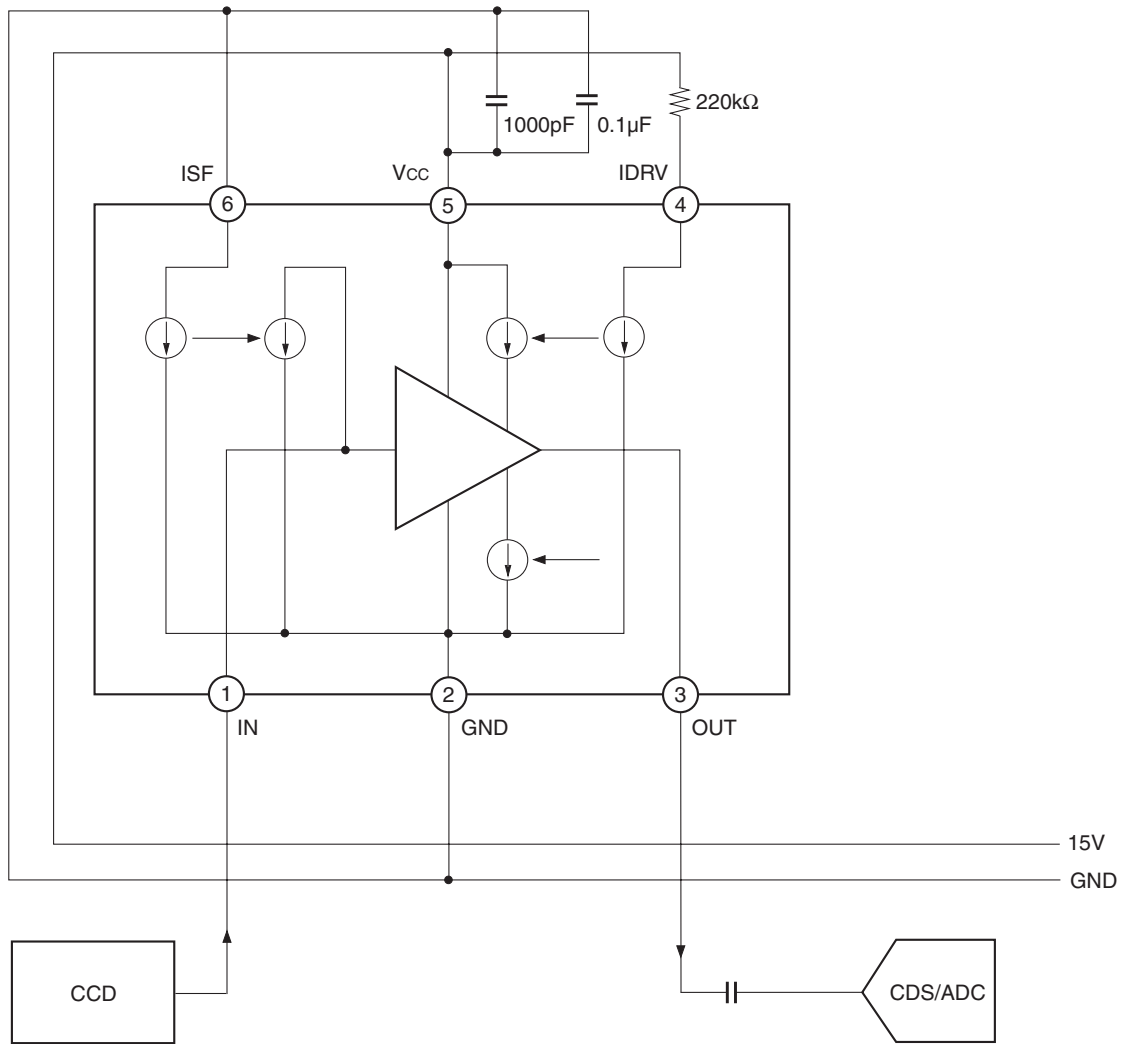 220kΩ
1000pF
0.1µF
ISF
VCC
IDRV
6
5
4
1
2
3
IN
GND
OUT
15V
GND
CCD
CDS/ADC